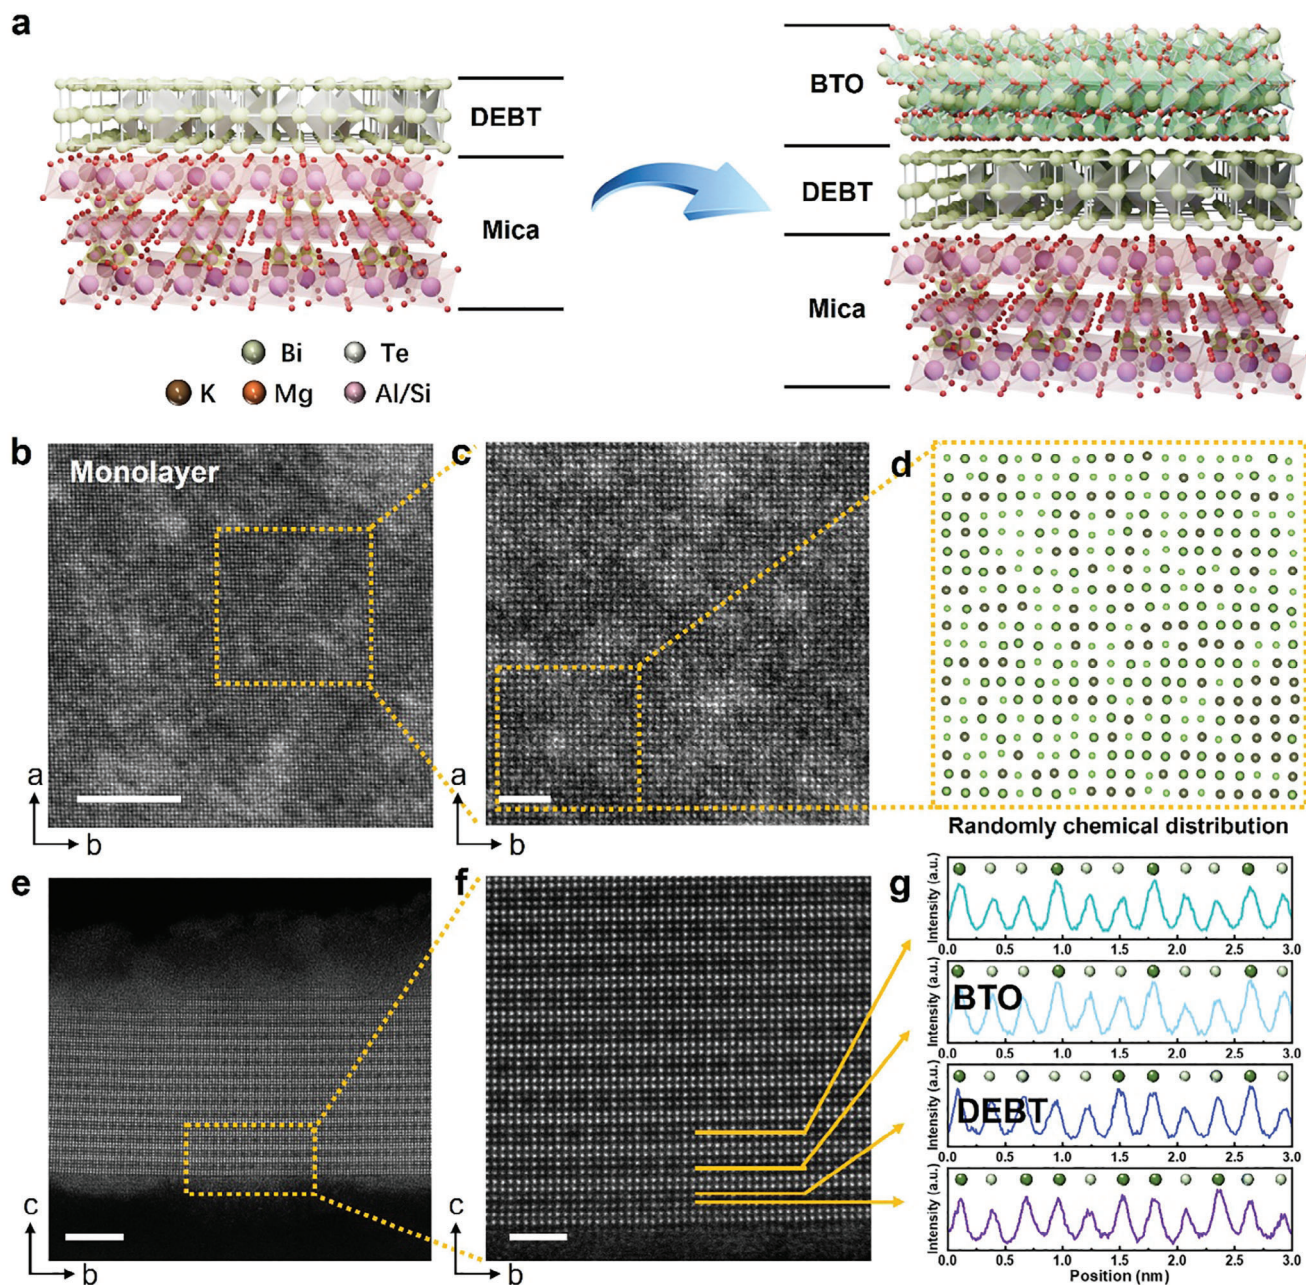 a
DEBT
Mica
BTO
DEBT
Mica
Bi Te
K Mg Al/Si
b
Monolayer
a
b
c
a
b
d
Randomly chemical distribution
e
c
b
f
c
b
g
Intensity (a.u.)
0.0 0.5 1.0 1.5 2.0 2.5 3.0
BTO
Intensity (a.u.)
0.0 0.5 1.0 1.5 2.0 2.5 3.0
DEBT
Intensity (a.u.)
0.0 0.5 1.0 1.5 2.0 2.5 3.0
Intensity (a.u.)
0.0 0.5 1.0 1.5 2.0 2.5 3.0
Position (nm)